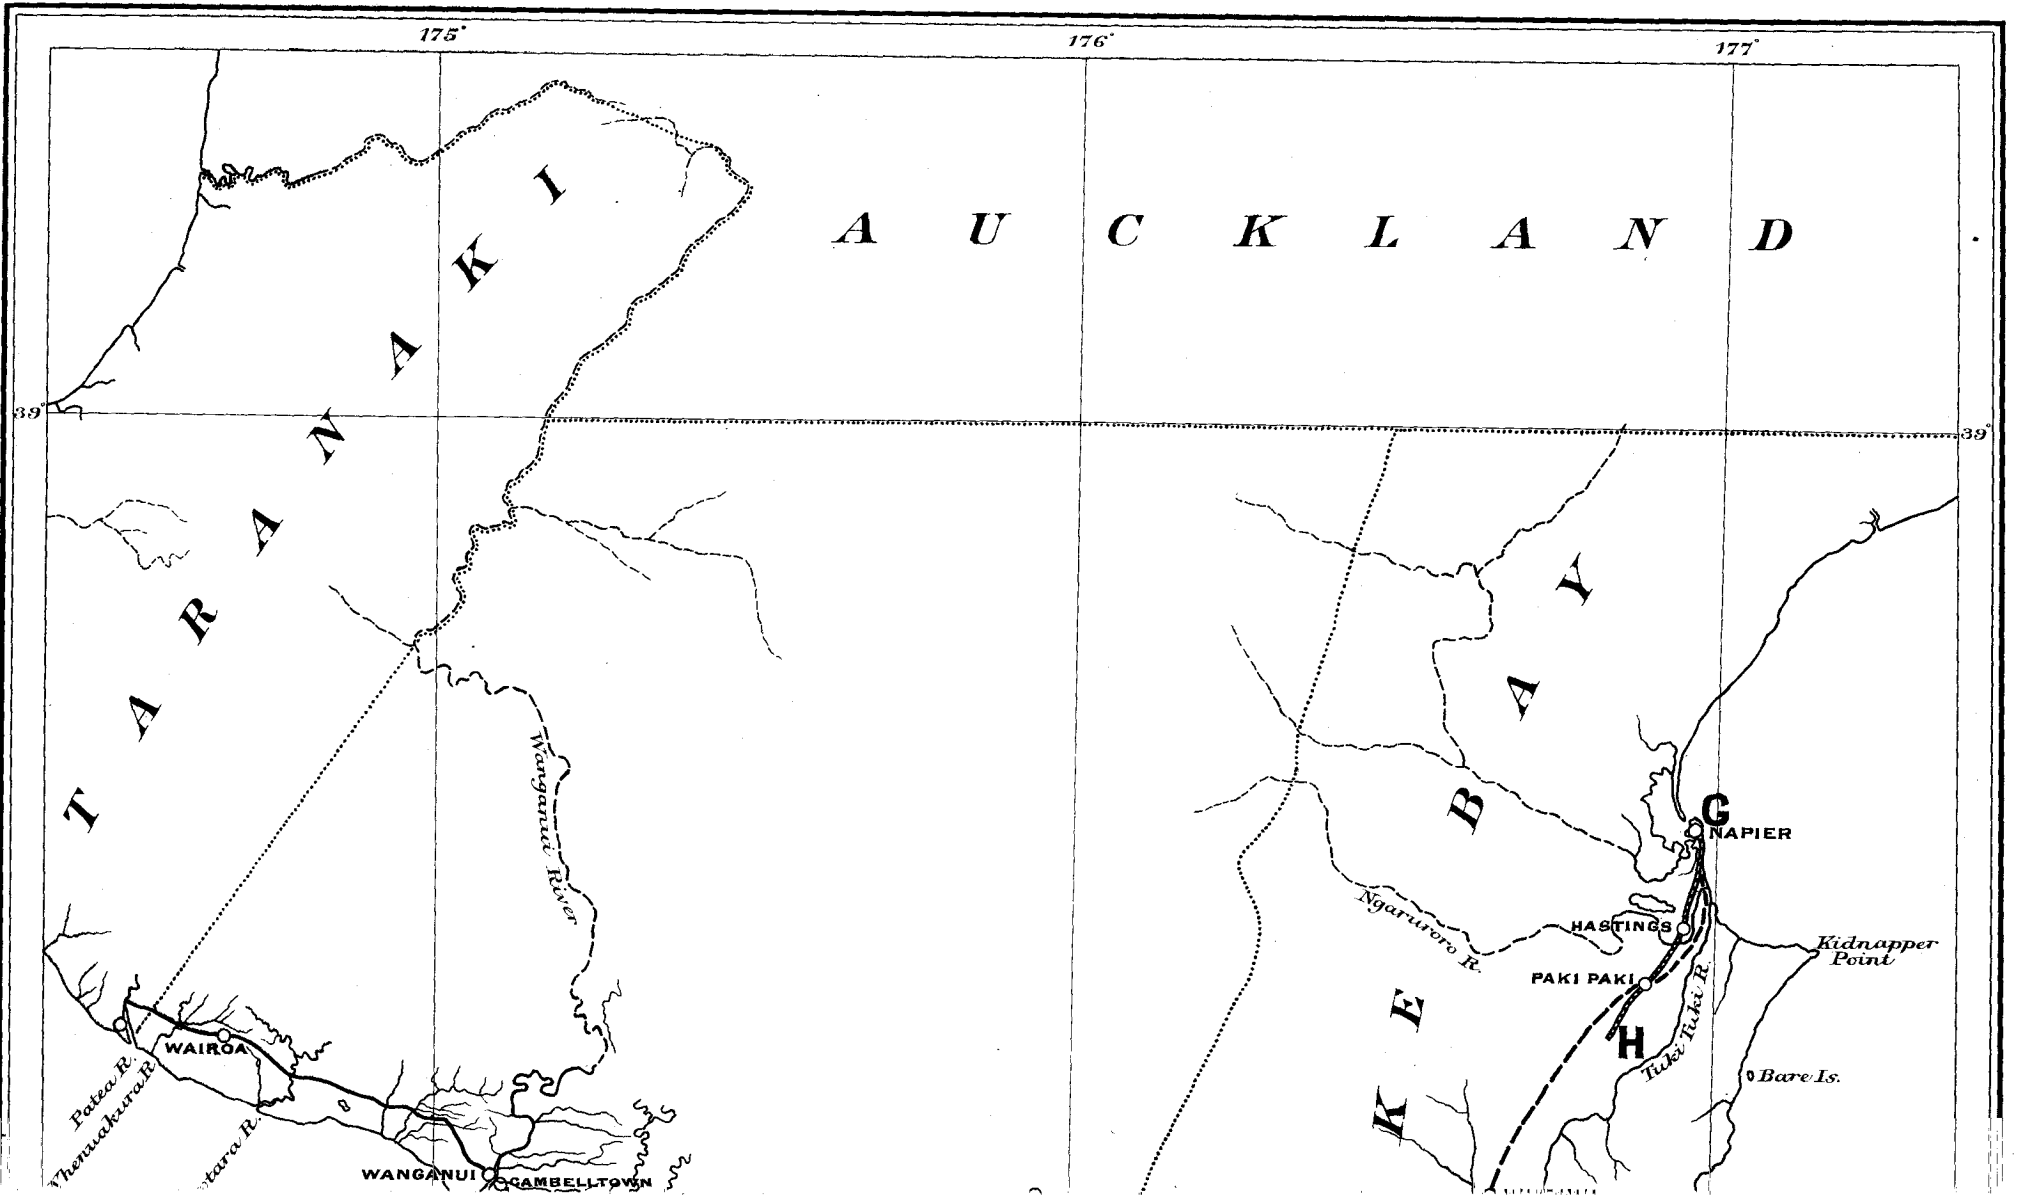 175°
176°
177°
AUCKLAND
TARANAKI
39°
39°
BAY
KE
Wanganui River
G
NAPIER
Ngaruroro R.
HASTINGS
PAKI PAKI
Kidnapper
Point
H
Tuki Tuki R.
Bare Is.
WAIROA
Patea R.
WANGANUI
CAMBELLTOWN